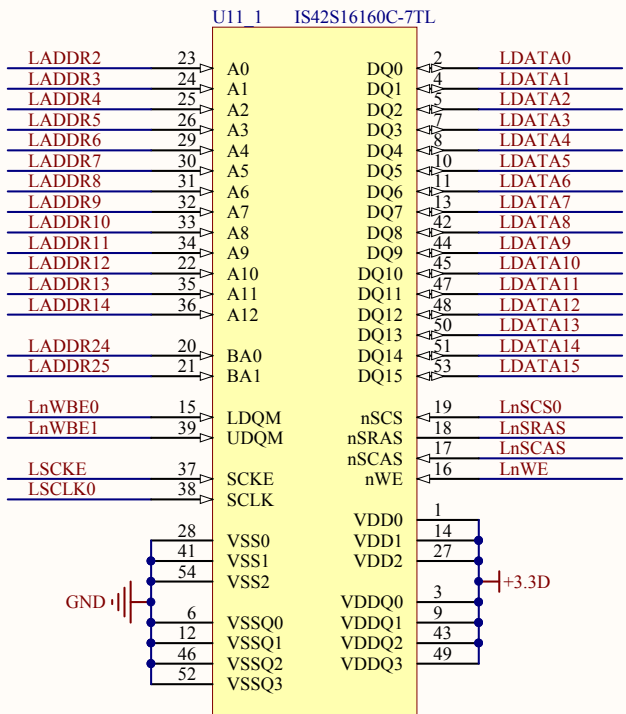 U11_1 IS42S16160C-7TL
LADDR2 23 A0 DQ0 2 LDATA0
LADDR3 24 A1 DQ1 4 LDATA1
LADDR4 25 A2 DQ2 5 LDATA2
LADDR5 26 A3 DQ3 7 LDATA3
LADDR6 29 A4 DQ4 8 LDATA4
LADDR7 30 A5 DQ5 10 LDATA5
LADDR8 31 A6 DQ6 11 LDATA6
LADDR9 32 A7 DQ7 13 LDATA7
LADDR10 33 A8 DQ8 42 LDATA8
LADDR11 34 A9 DQ9 44 LDATA9
LADDR12 22 A10 DQ10 45 LDATA10
LADDR13 35 A11 DQ11 47 LDATA11
LADDR14 36 A12 DQ12 48 LDATA12
DQ13 50 LDATA13
LADDR24 20 BA0 DQ14 51 LDATA14
LADDR25 21 BA1 DQ15 53 LDATA15
LnWBE0 15 LDQM nSCS 19 LnSCS0
LnWBE1 39 UDQM nSRAS 18 LnSRAS
nSCAS 17 LnSCAS
LSCKE 37 SCKE nWE 16 LnWE
LSCLK0 38 SCLK
VDD0 1
28 VSS0 VDD1 14
41 VSS1 VDD2 27
54 VSS2 +3.3D
GND VDDQ0 3
6 VSSQ0 VDDQ1 9
12 VSSQ1 VDDQ2 43
46 VSSQ2 VDDQ3 49
52 VSSQ3